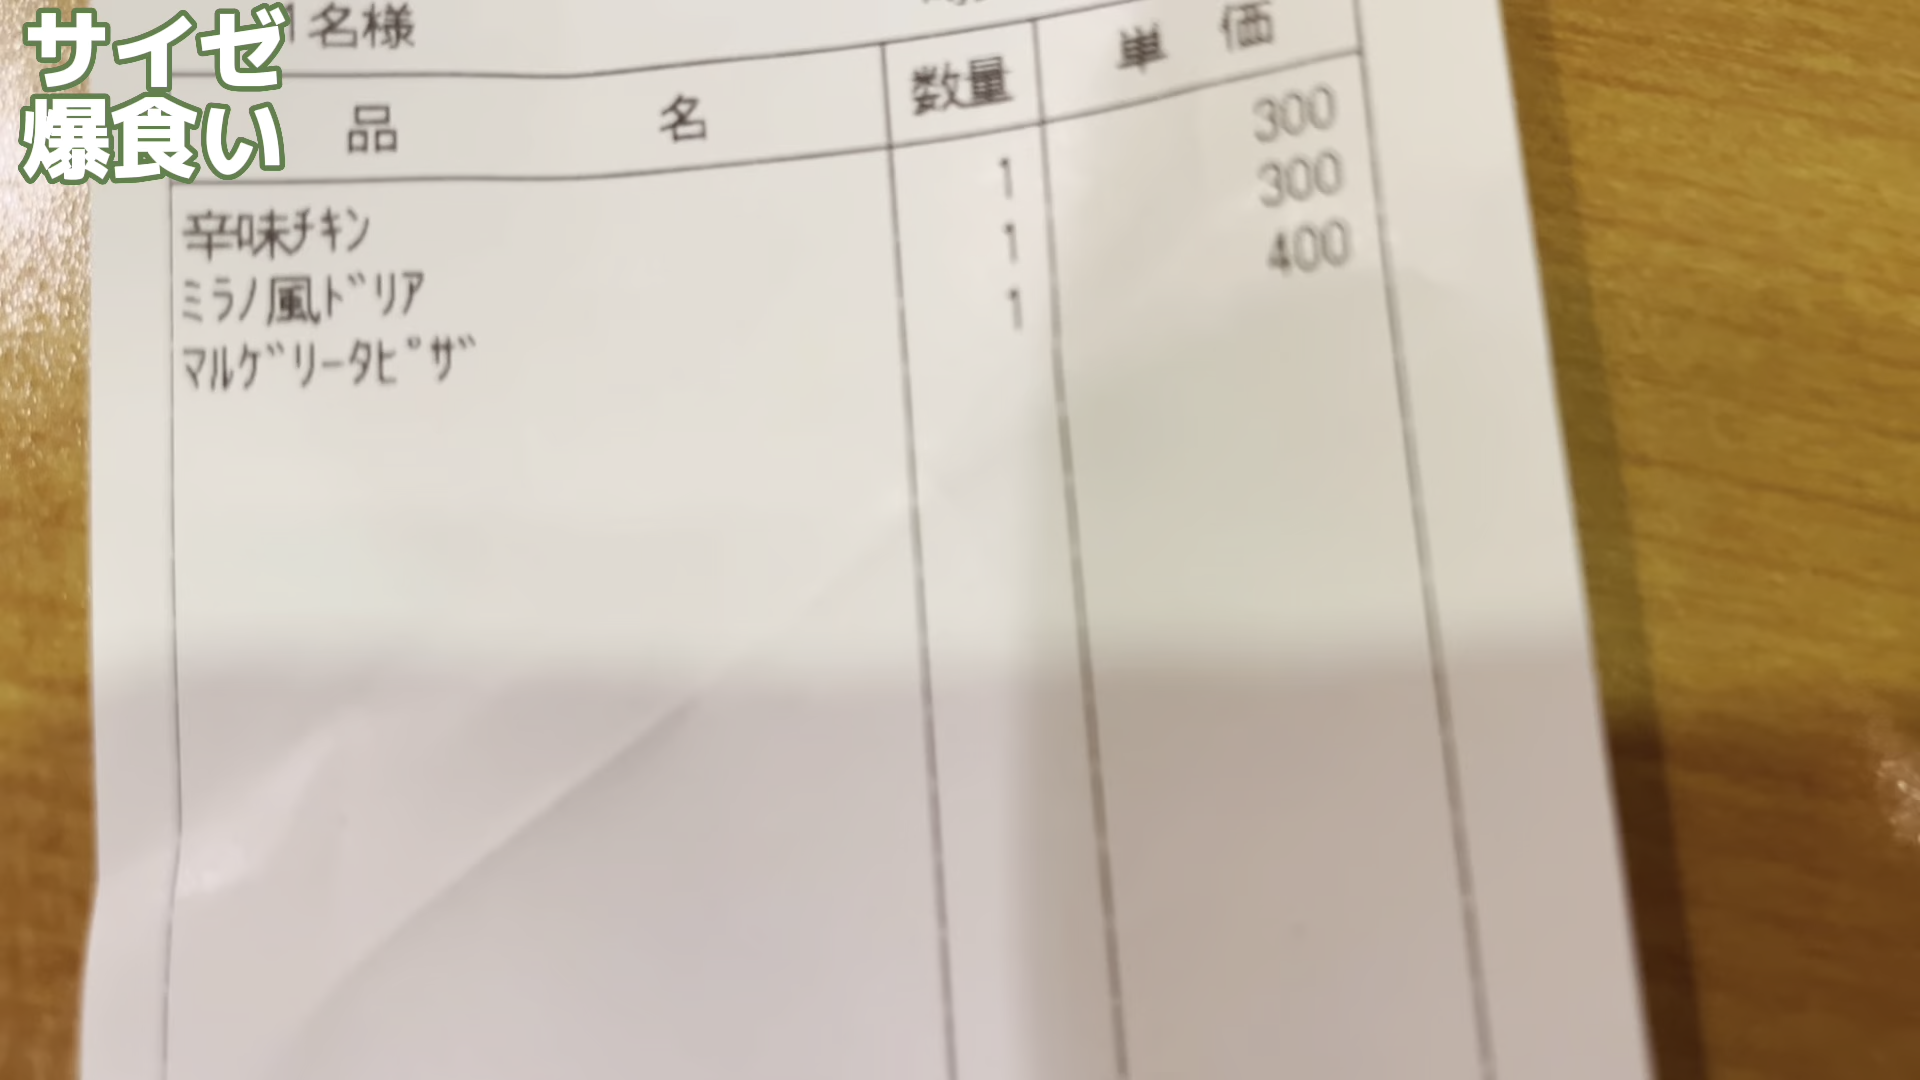 サイゼ
爆食い
1名様
品名 数量 単価
辛味ﾁｷﾝ 1 300
ﾐﾗﾉ風ﾄﾞﾘｱ 1 300
ﾏﾙｹﾞﾘｰﾀﾋﾟｻﾞ 1 400